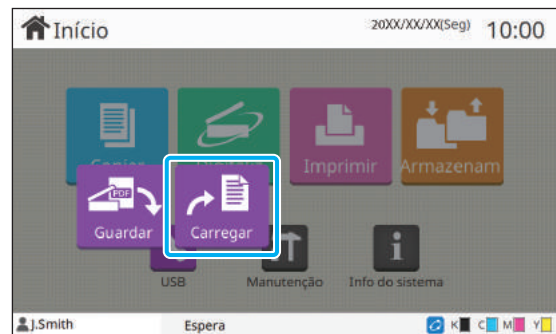 Início
20XX/XX/XX(Seg)
10:00
Imprimir
Armazenam
PDF
Guardar
Carregar
USB
Manutenção
Info do sistema
J.Smith
Espera
K C M Y